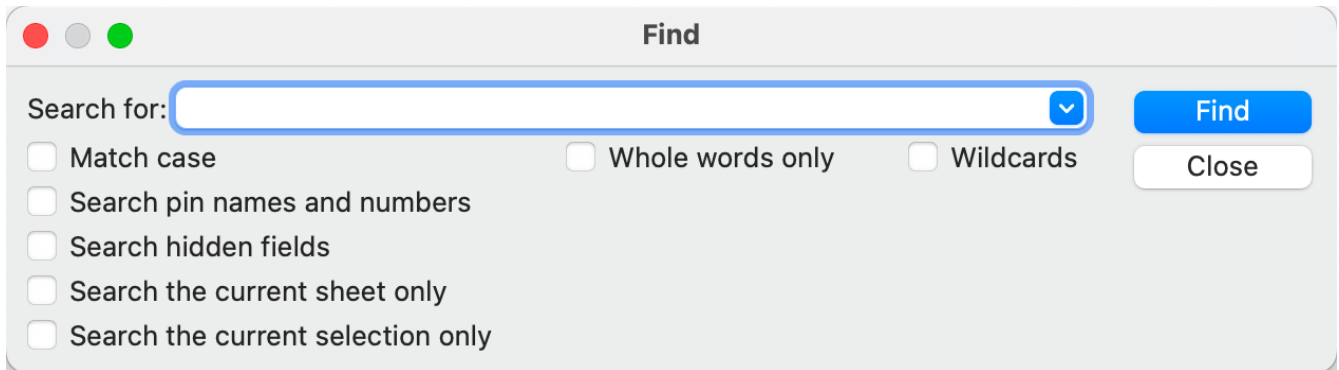 Find
Search for:
Find
Match case
Whole words only
Wildcards
Close
Search pin names and numbers
Search hidden fields
Search the current sheet only
Search the current selection only